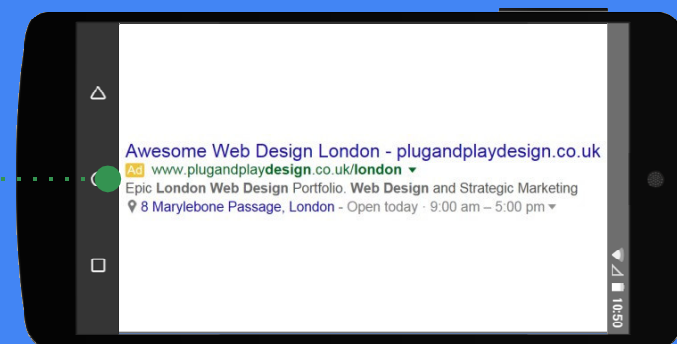 Awesome Web Design London - plugandplaydesign.co.uk
Ad www.plugandplaydesign.co.uk/london
Epic London Web Design Portfolio. Web Design and Strategic Marketing
8 Marylebone Passage, London - Open today · 9:00 am – 5:00 pm
10:50